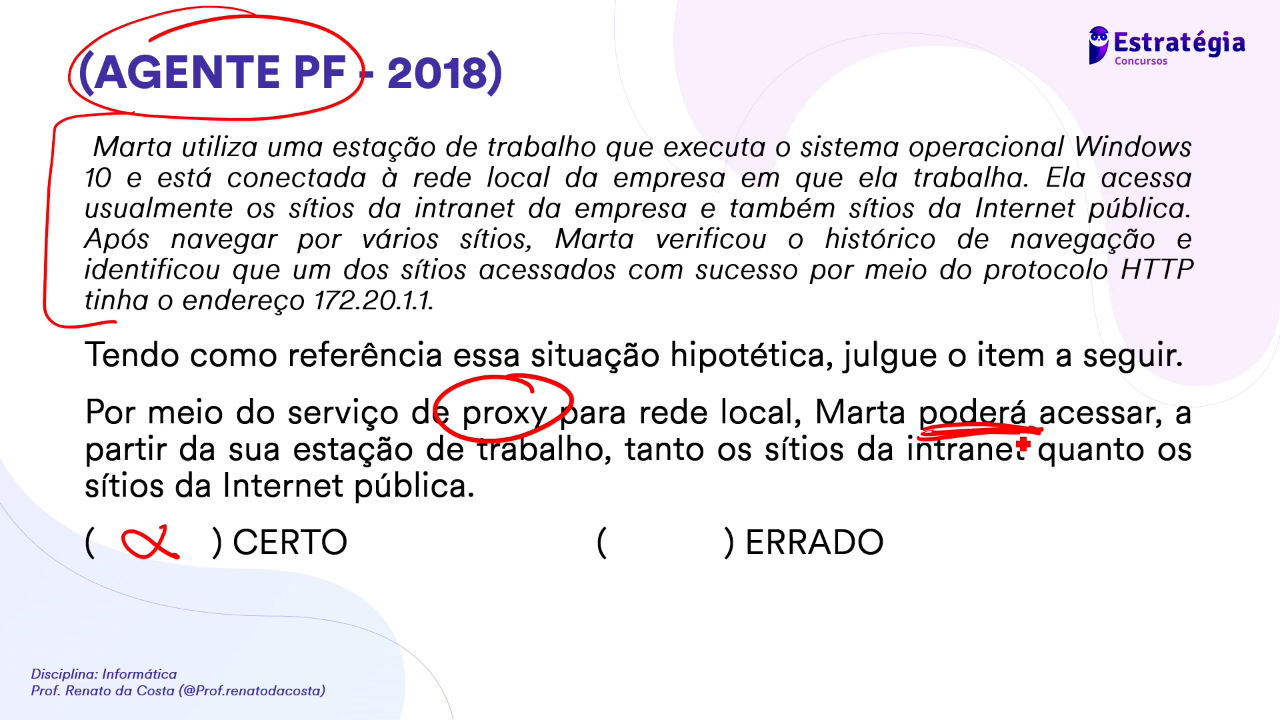 (AGENTE PF - 2018)
Estratégia
Concursos
Marta utiliza uma estação de trabalho que executa o sistema operacional Windows
10 e está conectada à rede local da empresa em que ela trabalha. Ela acessa
usualmente os sítios da intranet da empresa e também sítios da Internet pública.
Após navegar por vários sítios, Marta verificou o histórico de navegação e
identificou que um dos sítios acessados com sucesso por meio do protocolo HTTP
tinha o endereço 172.20.1.1.
Tendo como referência essa situação hipotética, julgue o item a seguir.
Por meio do serviço de proxy para rede local, Marta poderá acessar, a
partir da sua estação de trabalho, tanto os sítios da intranet quanto os
sítios da Internet pública.
( ) CERTO ( ) ERRADO
Disciplina: Informática
Prof. Renato da Costa (@Prof.renatodacosta)